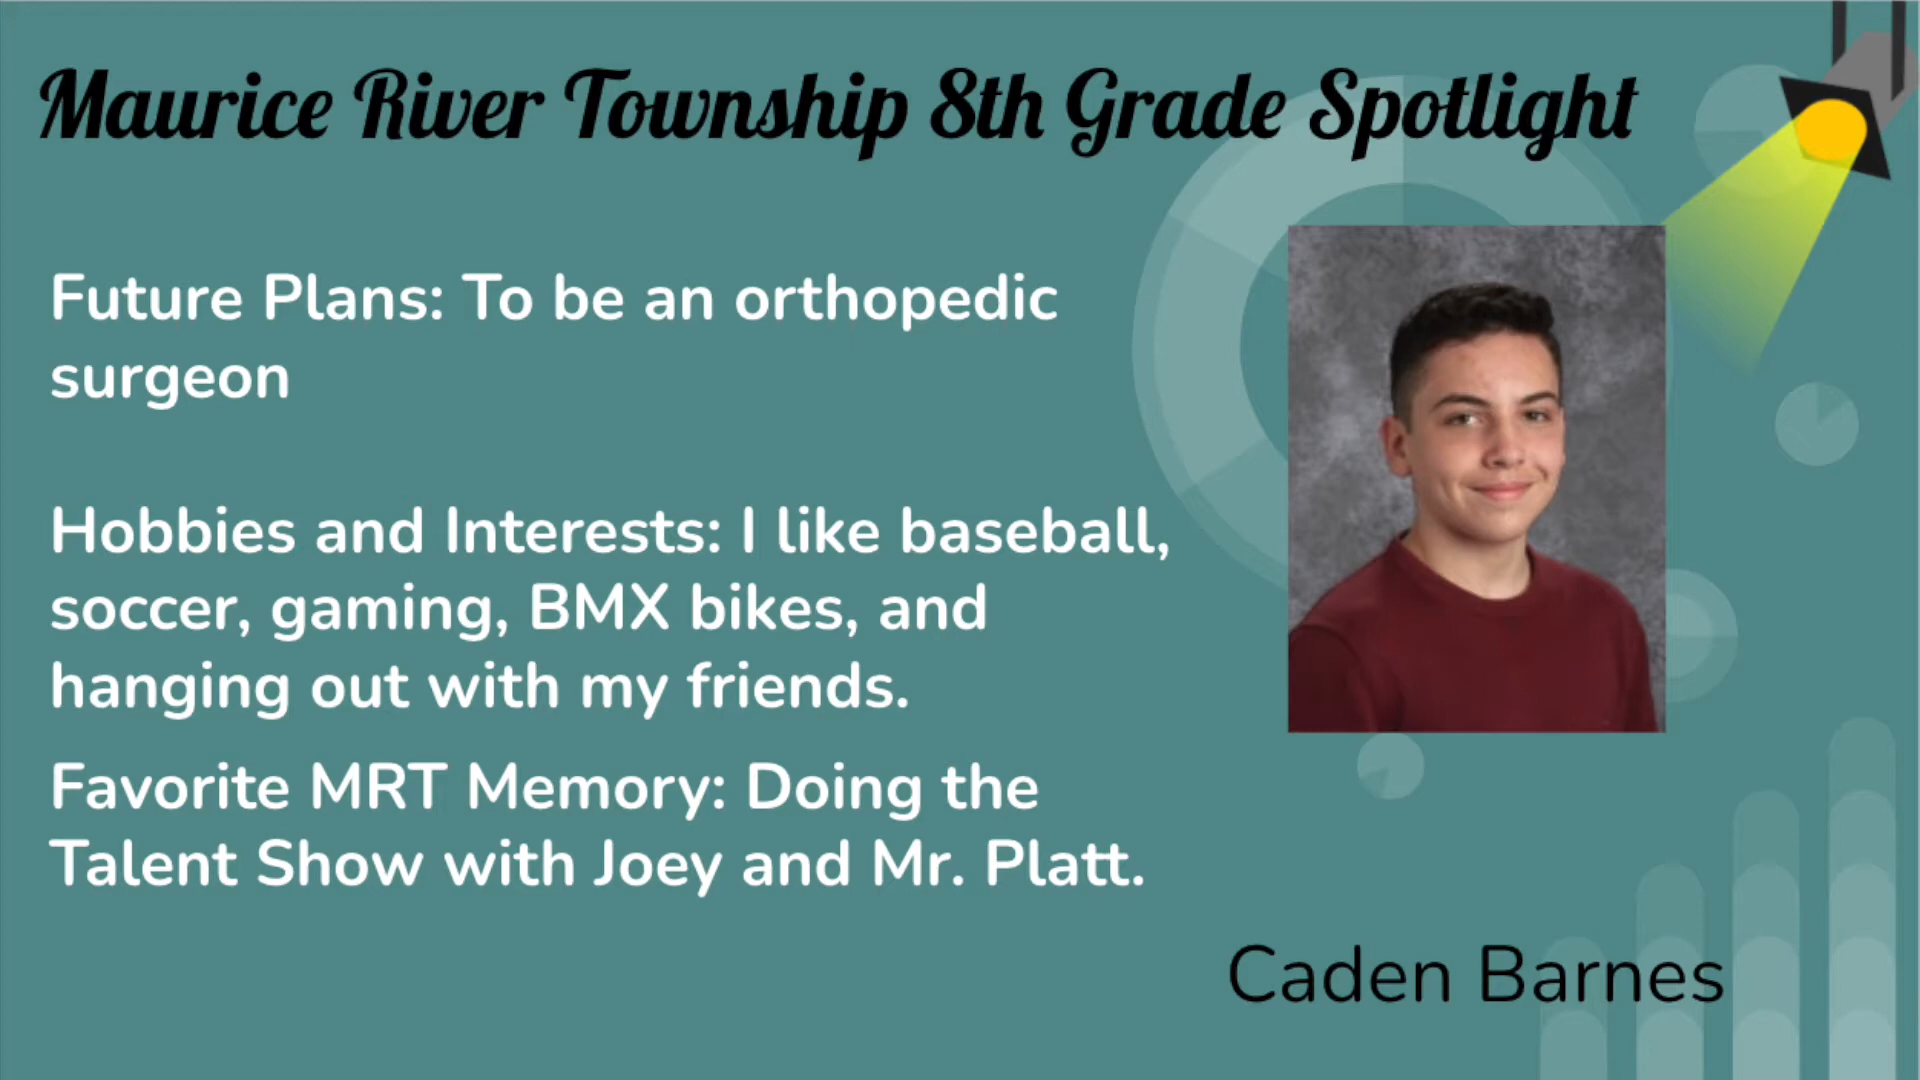 Maurice River Township 8th Grade Spotlight
Future Plans: To be an orthopedic
surgeon
Hobbies and Interests: I like baseball,
soccer, gaming, BMX bikes, and
hanging out with my friends.
Favorite MRT Memory: Doing the
Talent Show with Joey and Mr. Platt.
Caden Barnes